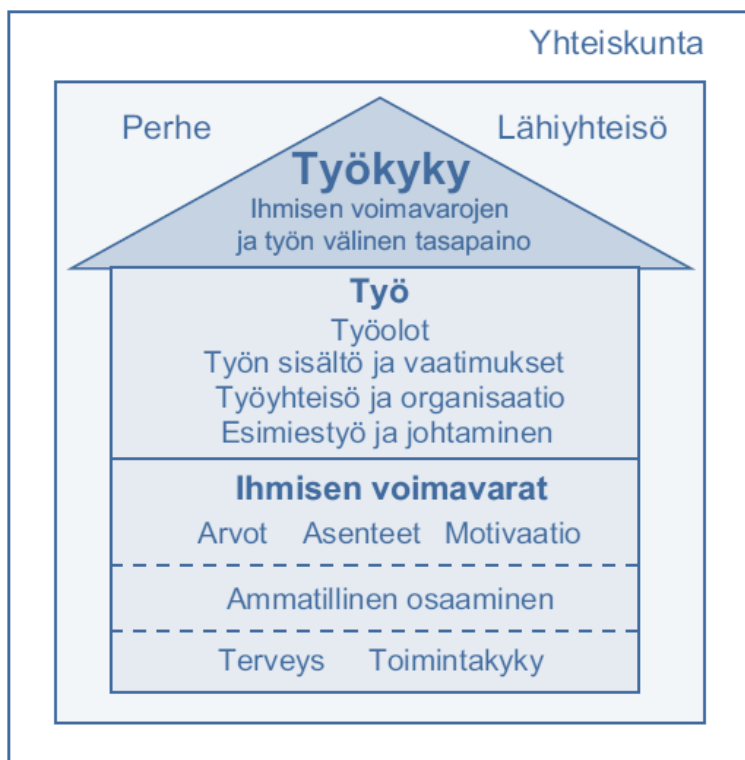 Yhteiskunta
Perhe
Lähiyhteisö
Työkyky
Ihmisen voimavarojen
ja työn välinen tasapaino
Työ
Työolot
Työn sisältö ja vaatimukset
Työyhteisö ja organisaatio
Esimiestyö ja johtaminen
Ihmisen voimavarat
Arvot Asenteet Motivaatio
Ammatillinen osaaminen
Terveys Toimintakyky